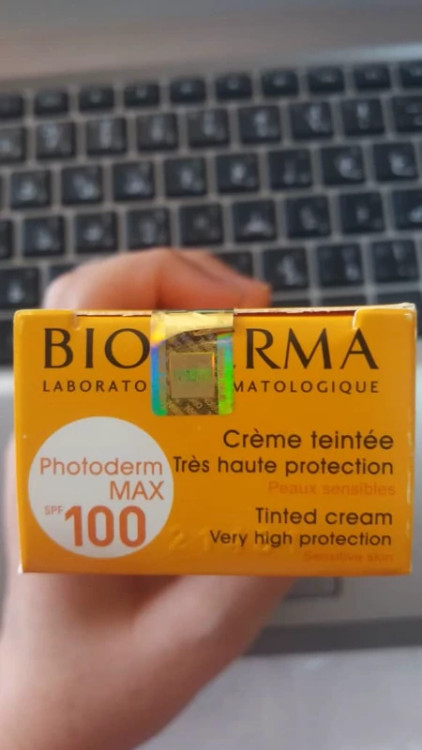 BIO RMA
LABORATO MATOLOGIQUE
Crème teintée
Photoderm
MAX
SPF 100
Très haute protection
Peaux sensibles
Tinted cream
Very high protection
Sensitive skin